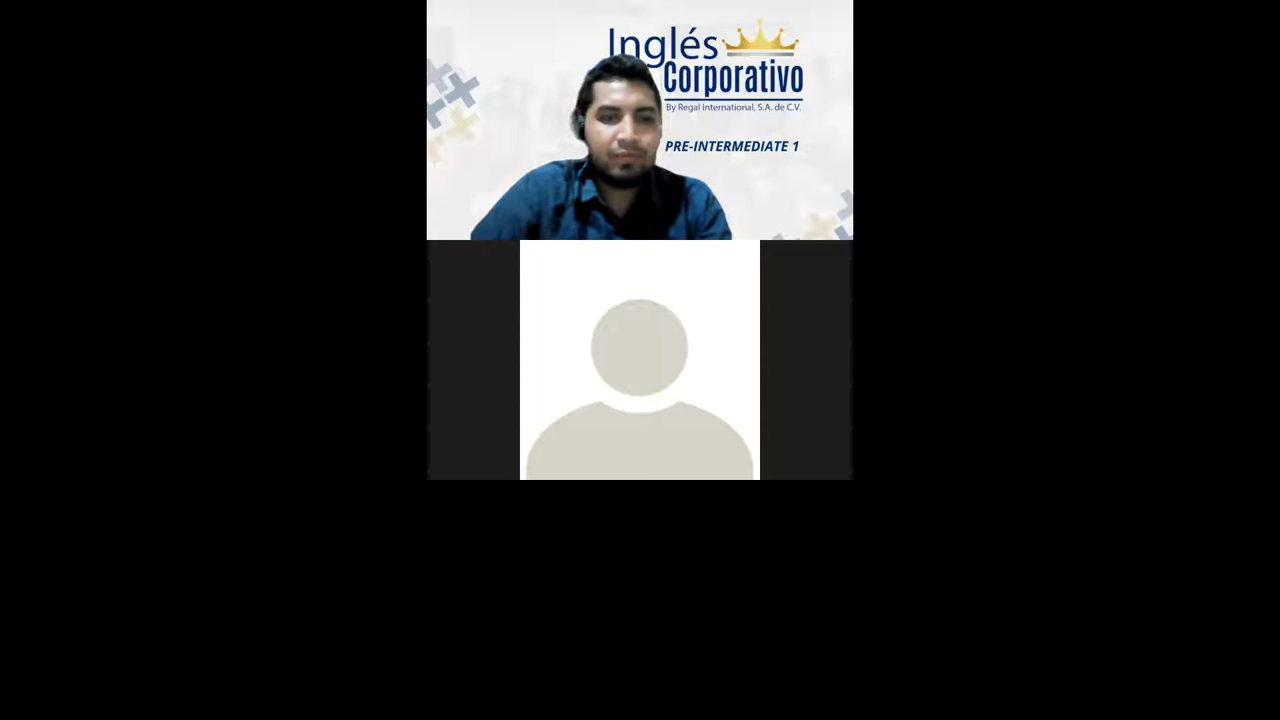 Inglés
Corporativo
By Regal International, S.A. de C.V.
PRE-INTERMEDIATE 1